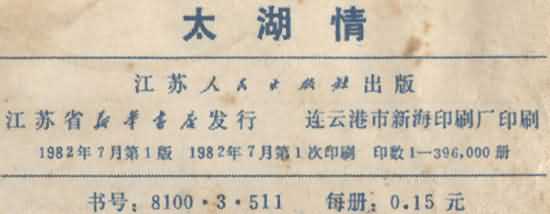 太湖情
江苏人民出版社出版
江苏省新华书店发行 连云港市新海印刷厂印刷
1982年7月第1版 1982年7月第1次印刷 印数1—396,000册
书号：8100·3·511 每册：0.15元